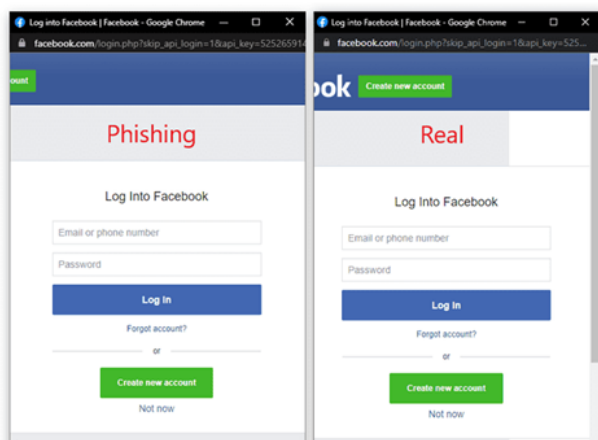 Log into Facebook | Facebook - Google Chrome
facebook.com/login.php?skip_api_login=1&api_key=525265914
ount
Phishing
Log Into Facebook
Email or phone number
Password
Log In
Forgot account?
or
Create new account
Not now
Log into Facebook | Facebook - Google Chrome
facebook.com/login.php?skip_api_login=1&api_key=525...
ook Create new account
Real
Log Into Facebook
Email or phone number
Password
Log In
Forgot account?
or
Create new account
Not now